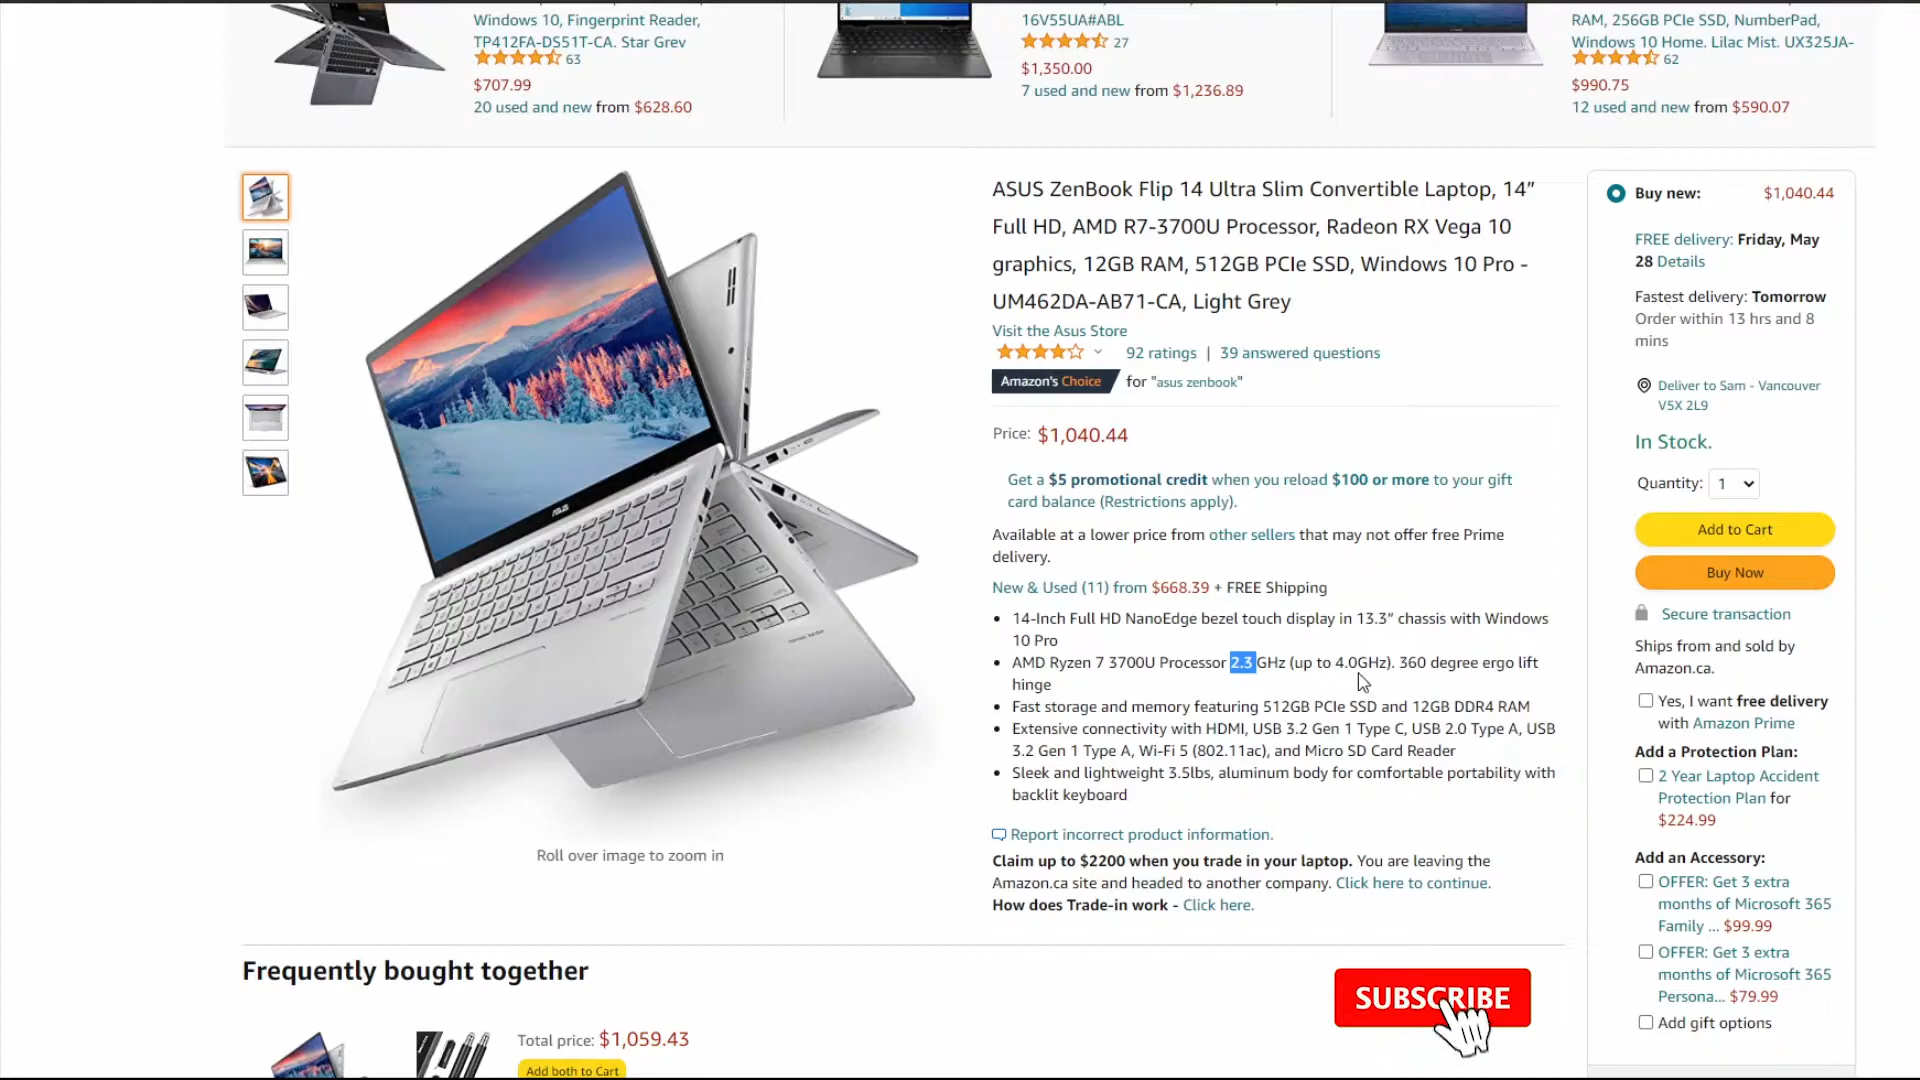 Windows 10, Fingerprint Reader,
TP412FA-DS51T-CA. Star Grey
63
$707.99
20 used and new from $628.60
16V55UA#ABL
27
$1,350.00
7 used and new from $1,236.89
RAM, 256GB PCIe SSD, NumberPad,
Windows 10 Home. Lilac Mist. UX325JA-
62
$990.75
12 used and new from $590.07
ASUS ZenBook Flip 14 Ultra Slim Convertible Laptop, 14”
Full HD, AMD R7-3700U Processor, Radeon RX Vega 10
graphics, 12GB RAM, 512GB PCIe SSD, Windows 10 Pro -
UM462DA-AB71-CA, Light Grey
Visit the Asus Store
92 ratings | 39 answered questions
Amazon's Choice for "asus zenbook"
Price: $1,040.44
Get a $5 promotional credit when you reload $100 or more to your gift
card balance (Restrictions apply).
Available at a lower price from other sellers that may not offer free Prime
delivery.
New & Used (11) from $668.39 + FREE Shipping
• 14-Inch Full HD NanoEdge bezel touch display in 13.3” chassis with Windows
10 Pro
• AMD Ryzen 7 3700U Processor 2.3 GHz (up to 4.0GHz). 360 degree ergo lift
hinge
• Fast storage and memory featuring 512GB PCIe SSD and 12GB DDR4 RAM
• Extensive connectivity with HDMI, USB 3.2 Gen 1 Type C, USB 2.0 Type A, USB
3.2 Gen 1 Type A, Wi-Fi 5 (802.11ac), and Micro SD Card Reader
• Sleek and lightweight 3.5lbs, aluminum body for comfortable portability with
backlit keyboard
Report incorrect product information.
Claim up to $2200 when you trade in your laptop. You are leaving the
Amazon.ca site and headed to another company. Click here to continue.
How does Trade-in work - Click here.
Buy new: $1,040.44
FREE delivery: Friday, May
28 Details
Fastest delivery: Tomorrow
Order within 13 hrs and 8
mins
Deliver to Sam - Vancouver
V5X 2L9
In Stock.
Quantity: 1
Add to Cart
Buy Now
Secure transaction
Ships from and sold by
Amazon.ca.
Yes, I want free delivery
with Amazon Prime
Add a Protection Plan:
2 Year Laptop Accident
Protection Plan for
$224.99
Add an Accessory:
OFFER: Get 3 extra
months of Microsoft 365
Family ... $99.99
OFFER: Get 3 extra
months of Microsoft 365
Persona... $79.99
Add gift options
ASUS
Roll over image to zoom in
Frequently bought together
SUBSCRIBE
Total price: $1,059.43
Add both to Cart